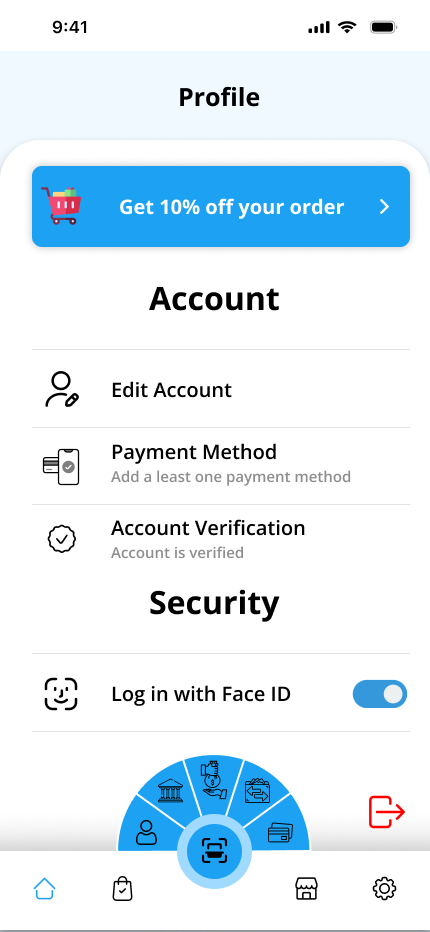 9:41
Profile
Get 10% off your order
Account
Edit Account
Payment Method
Add a least one payment method
Account Verification
Account is verified
Security
Log in with Face ID